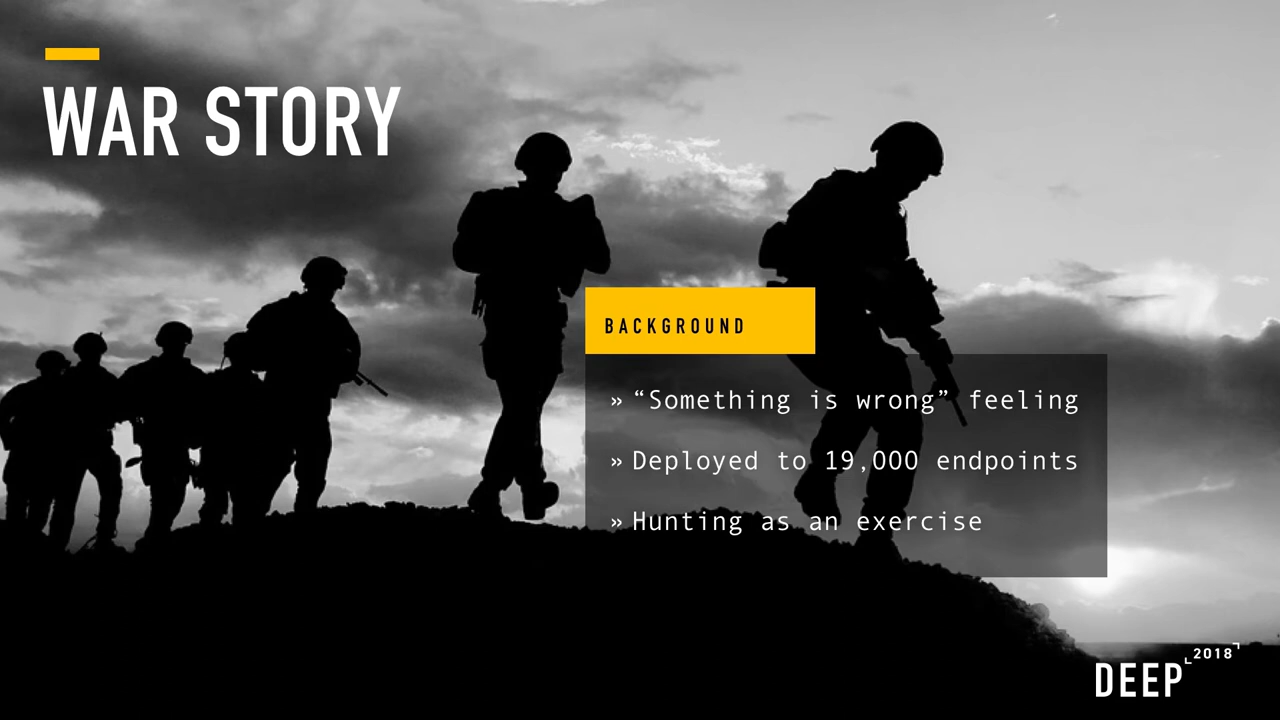 WAR STORY
BACKGROUND
» “Something is wrong” feeling
» Deployed to 19,000 endpoints
» Hunting as an exercise
DEEP 2018